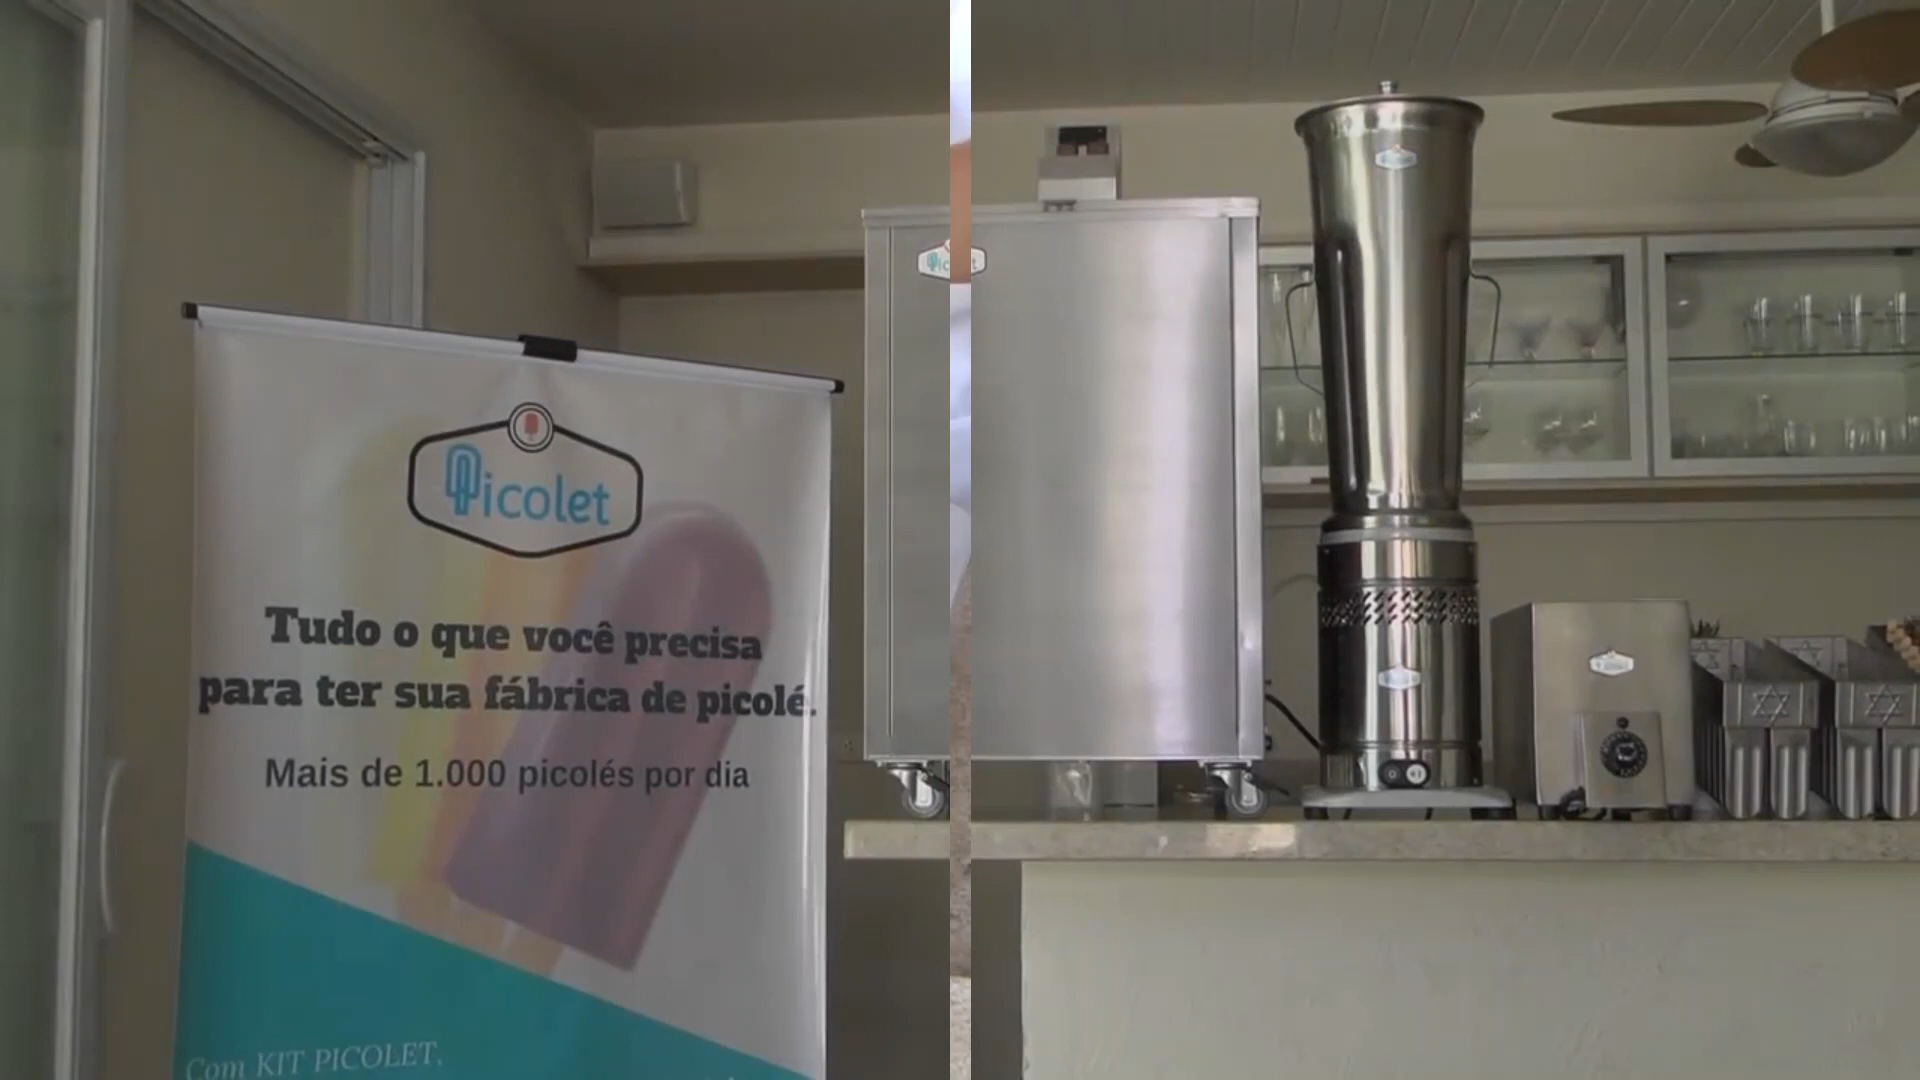 Picolet
Tudo o que você precisa
para ter sua fábrica de picolé.
Mais de 1.000 picolés por dia
Com KIT PICOLET,